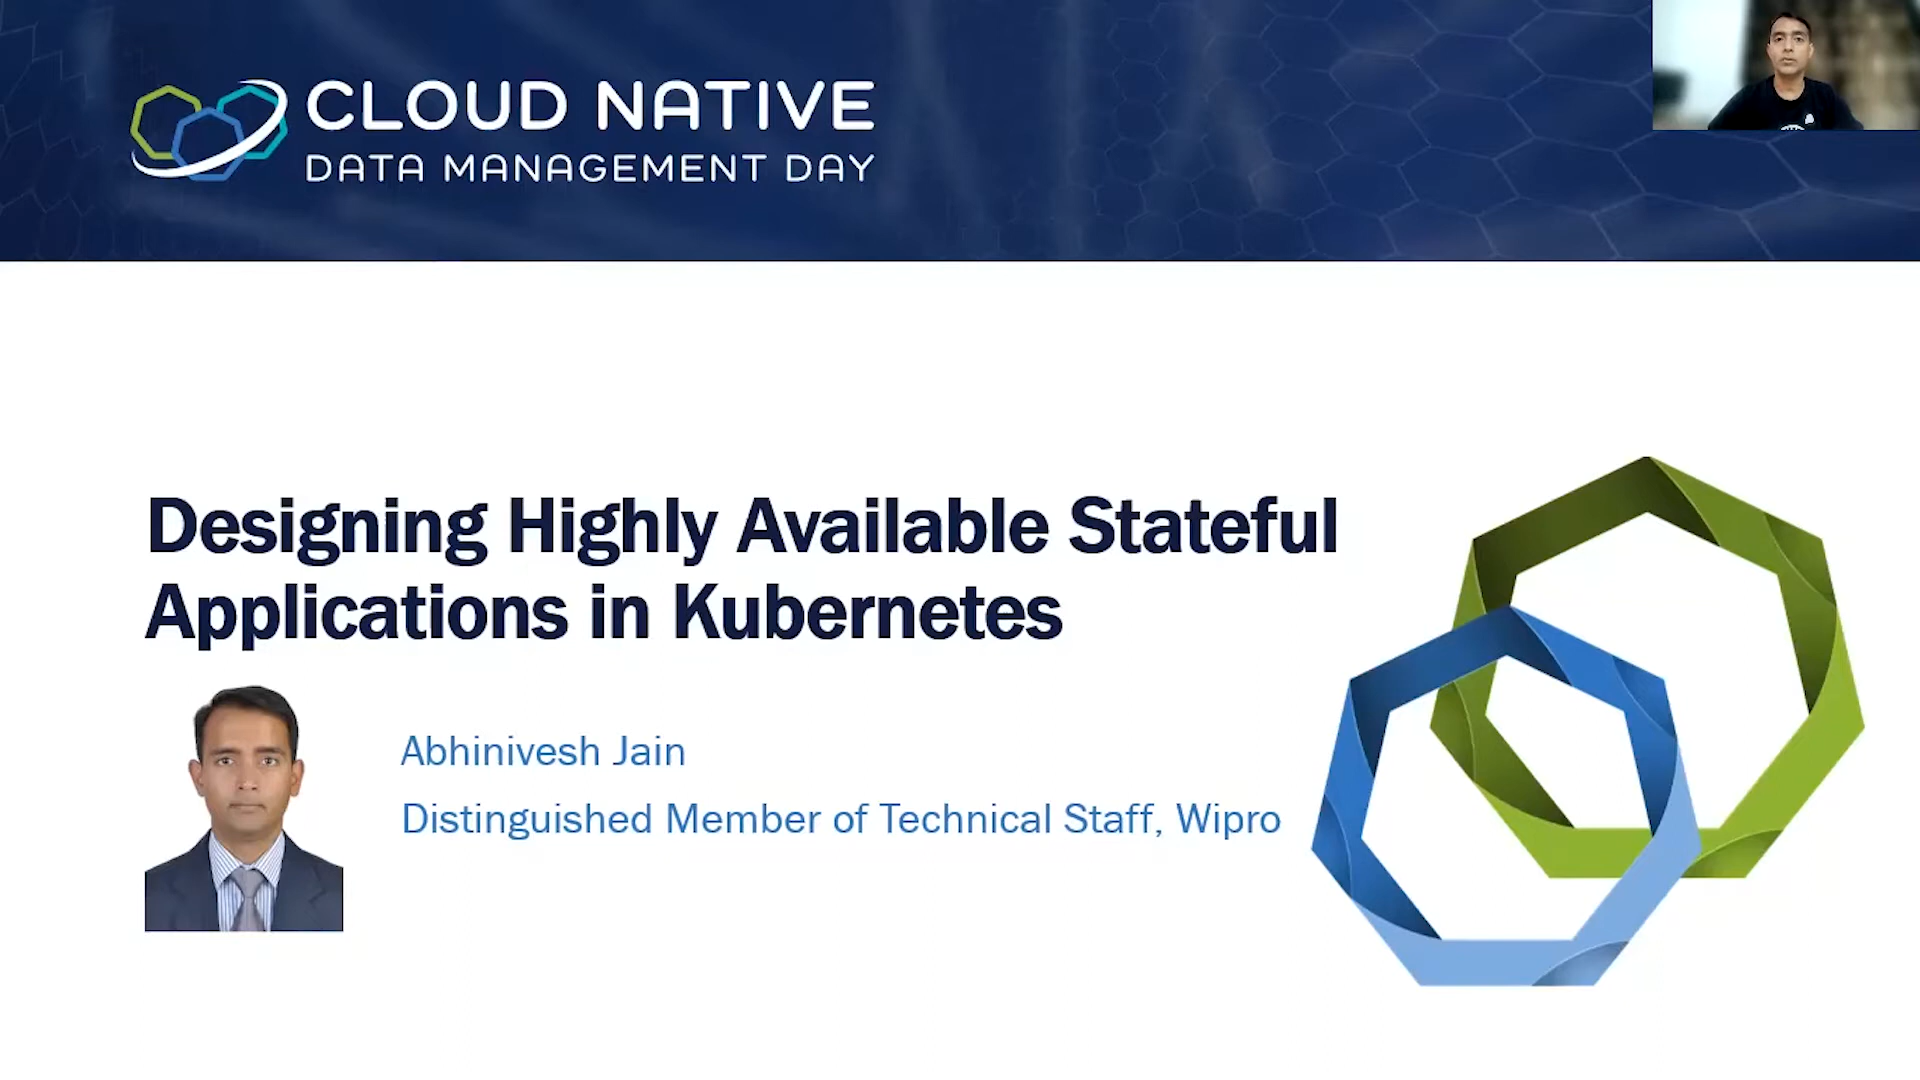 CLOUD NATIVE
DATA MANAGEMENT DAY
Designing Highly Available Stateful
Applications in Kubernetes
Abhinivesh Jain
Distinguished Member of Technical Staff, Wipro